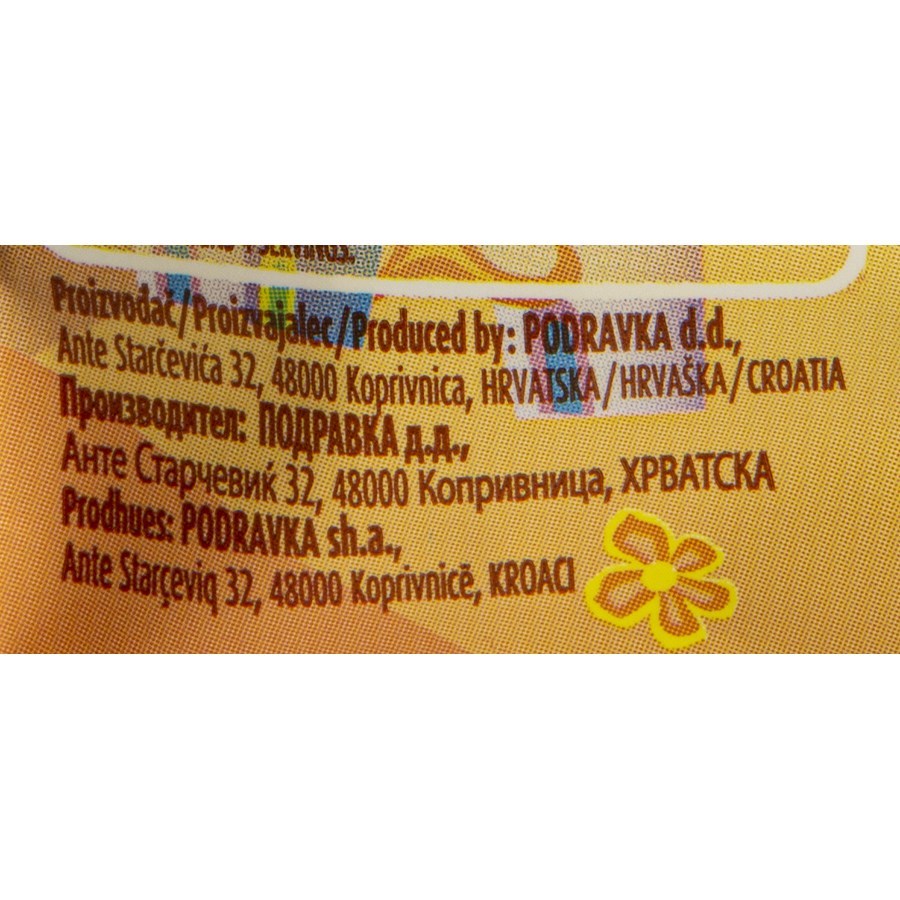 SERVINGS.
Proizvođač/Proizvajalec/Produced by: PODRAVKA d.d.,
Ante Starčevića 32, 48000 Koprivnica, HRVATSKA/HRVAŠKA/CROATIA
Производител: ПОДРАВКА д.д.,
Анте Старчевиќ 32, 48000 Копривница, ХРВАТСКА
Prodhues: PODRAVKA sh.a.,
Ante Starçeviq 32, 48000 Koprivnicë, KROACI